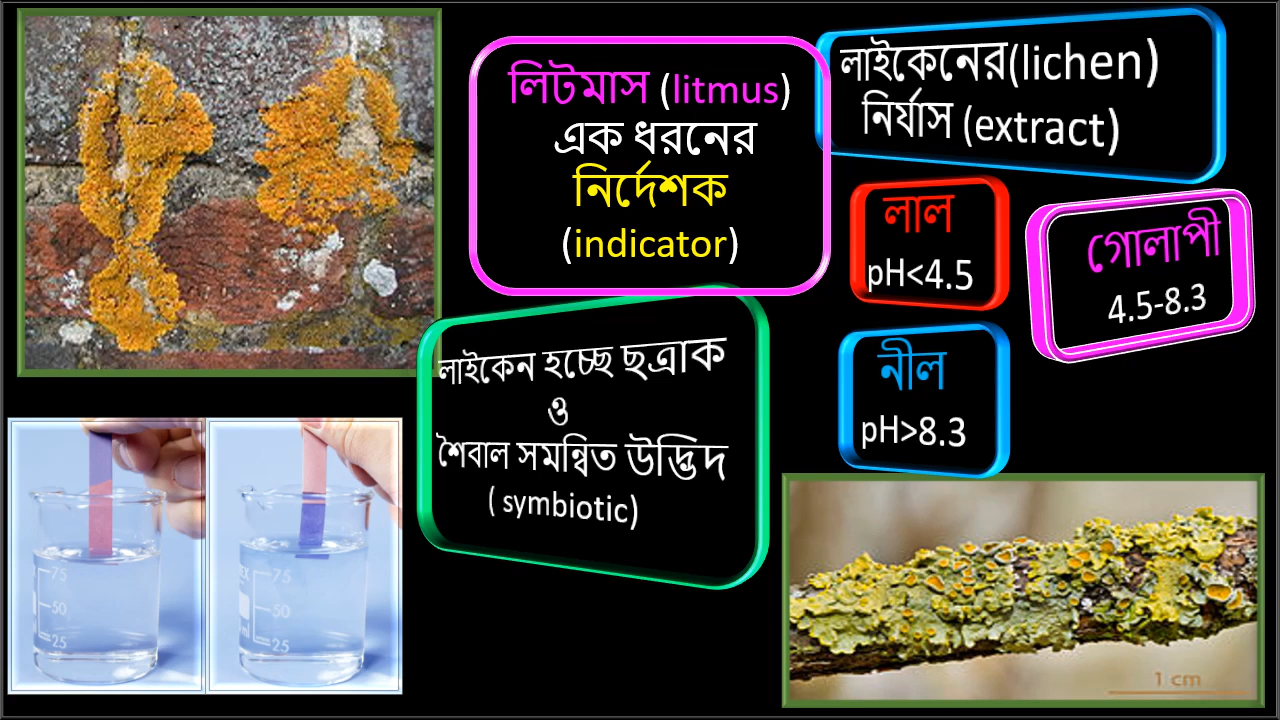 লিটমাস (litmus)
এক ধরনের
নির্দেশক
(indicator)
লাইকেনের(lichen)
নির্যাস (extract)
লাল
pH<4.5
গোলাপী
4.5-8.3
নীল
pH>8.3
লাইকেন হচ্ছে ছত্রাক
ও
শৈবাল সমন্বিত উদ্ভিদ
( symbiotic)
75
50
25
75
50
25
1 cm